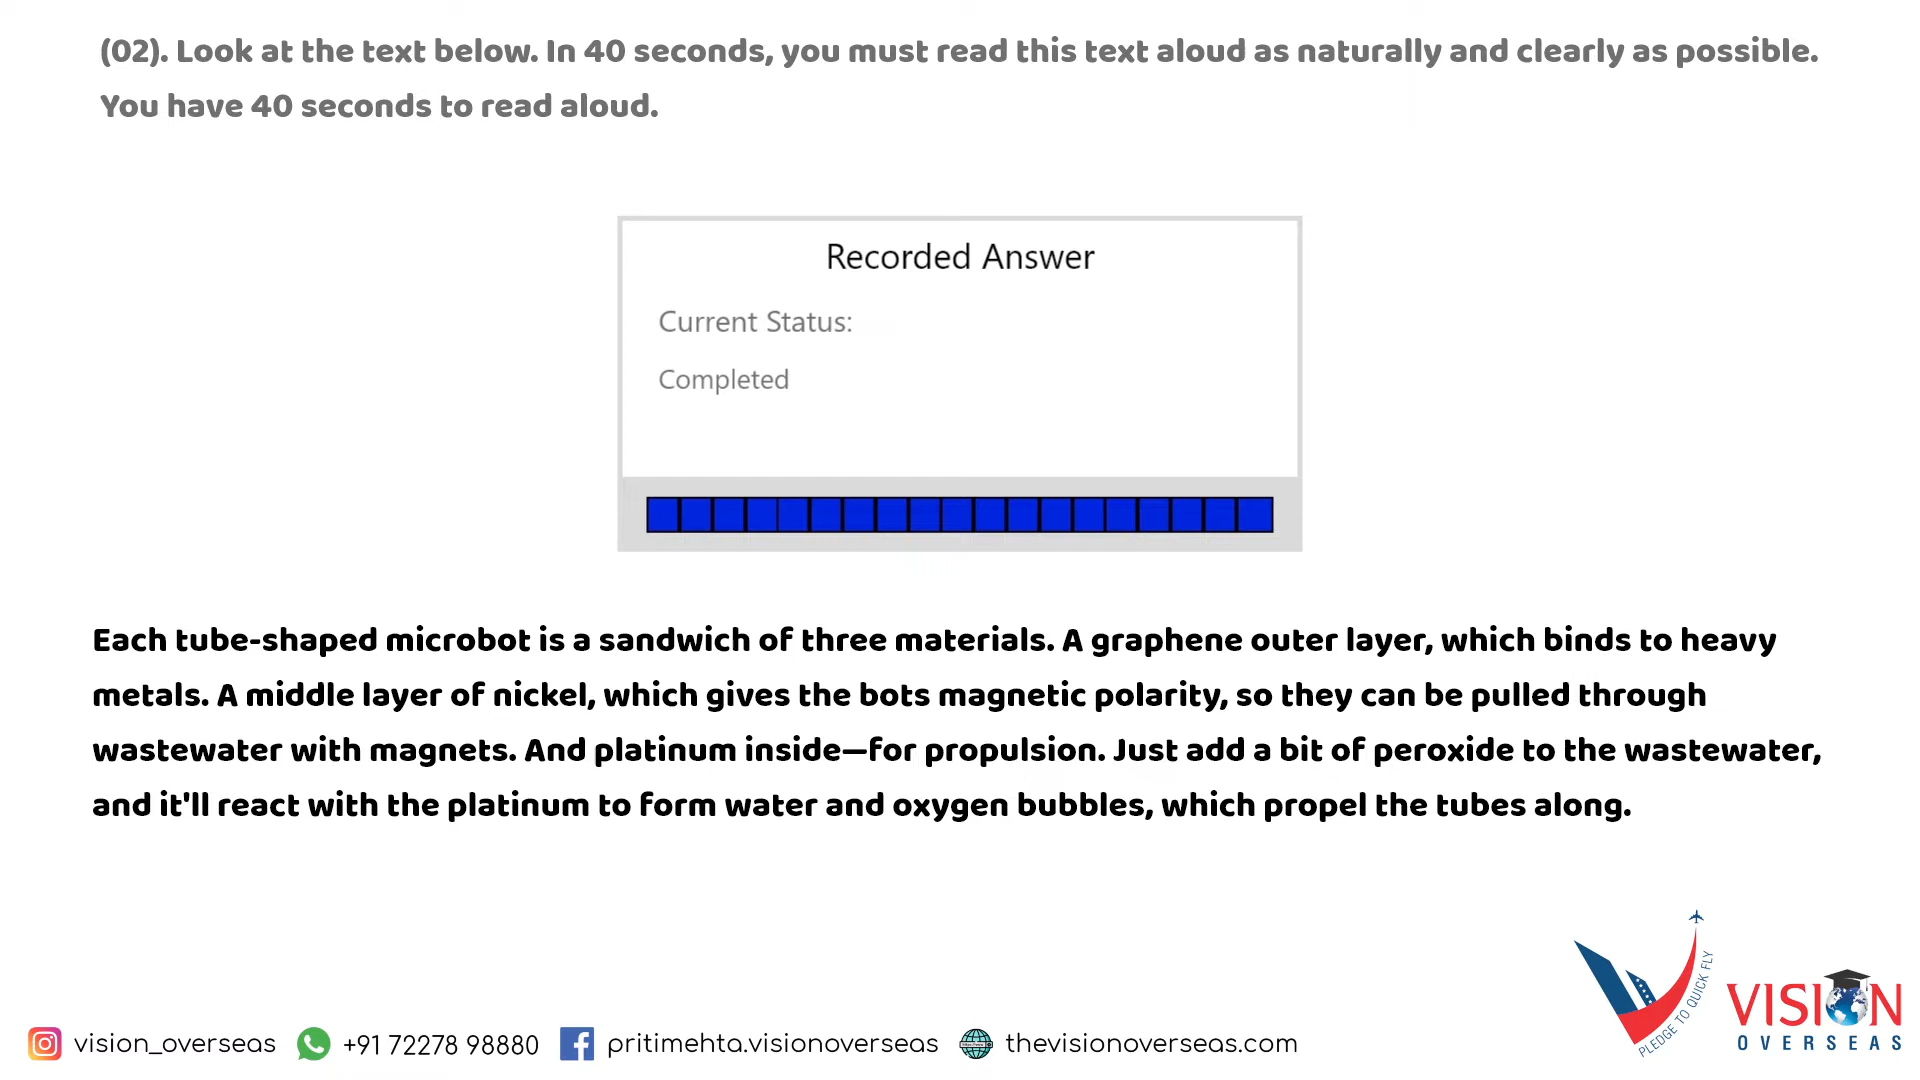 (02). Look at the text below. In 40 seconds, you must read this text aloud as naturally and clearly as possible.
You have 40 seconds to read aloud.
Recorded Answer
Current Status:
Completed
Each tube-shaped microbot is a sandwich of three materials. A graphene outer layer, which binds to heavy
metals. A middle layer of nickel, which gives the bots magnetic polarity, so they can be pulled through
wastewater with magnets. And platinum inside—for propulsion. Just add a bit of peroxide to the wastewater,
and it'll react with the platinum to form water and oxygen bubbles, which propel the tubes along.
PLEDGE TO QUICK FLY
VISION
OVERSEAS
vision_overseas +91 72278 98880 pritimehta.visionoverseas thevisionoverseas.com